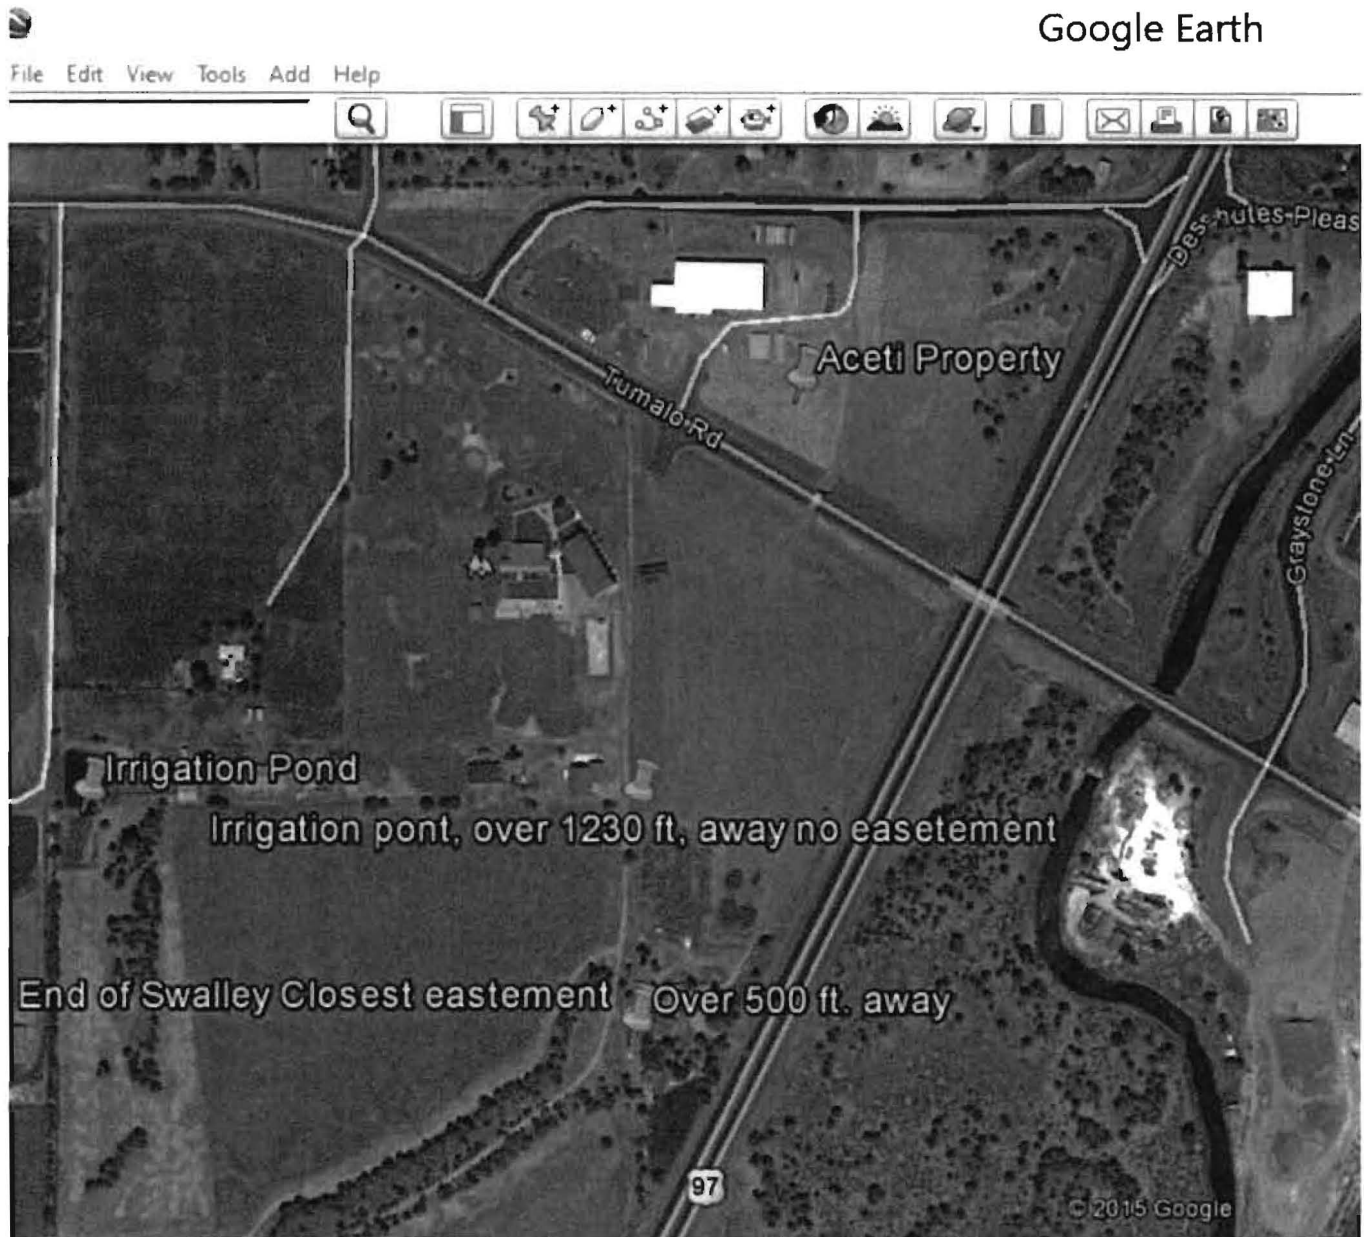 Google Earth
File Edit View Tools Add Help
Deschutes-Pleas
Aceti Property
Tumalo-Rd
Graystone-Ln
Irrigation Pond
Irrigation pont, over 1230 ft, away no easetement
End of Swalley Closest eastement
Over 500 ft. away
97
© 2015 Google